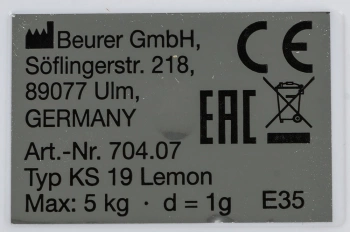 Beurer GmbH,
Söflingerstr. 218,
89077 Ulm,
GERMANY
CE
EAC
Art.-Nr. 704.07
Typ KS 19 Lemon
Max: 5 kg · d = 1g
E35